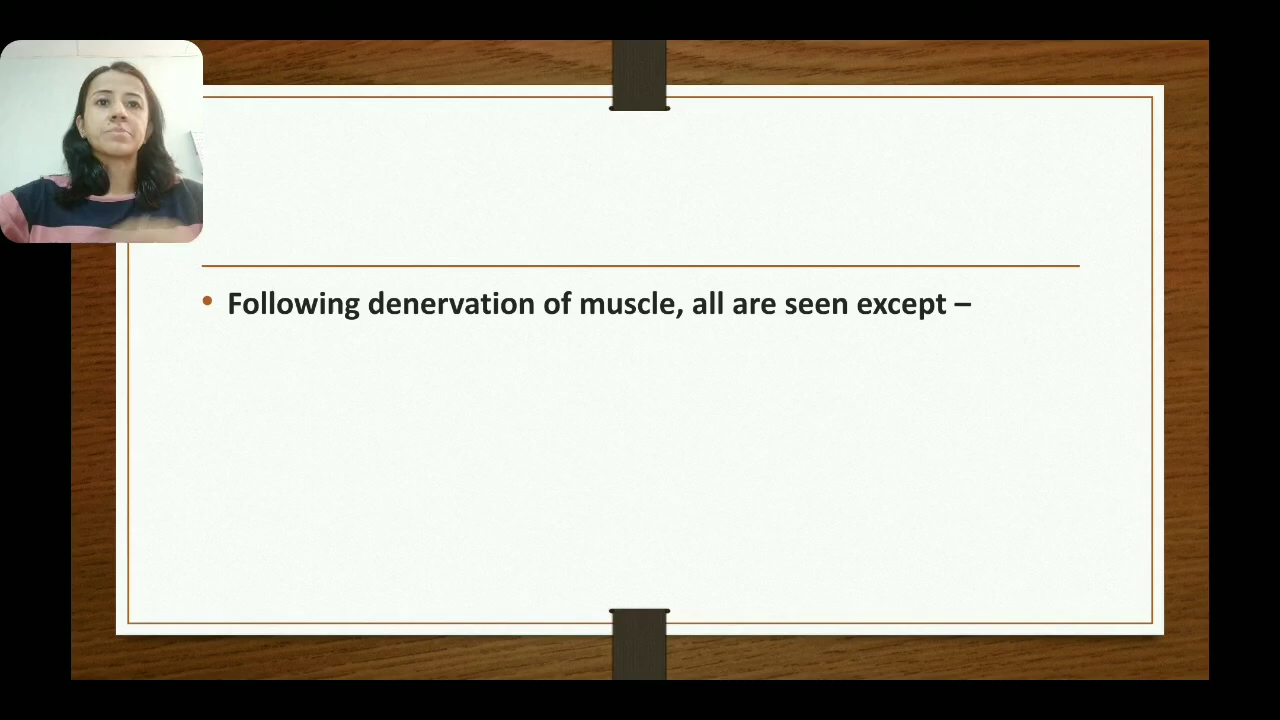 • Following denervation of muscle, all are seen except –